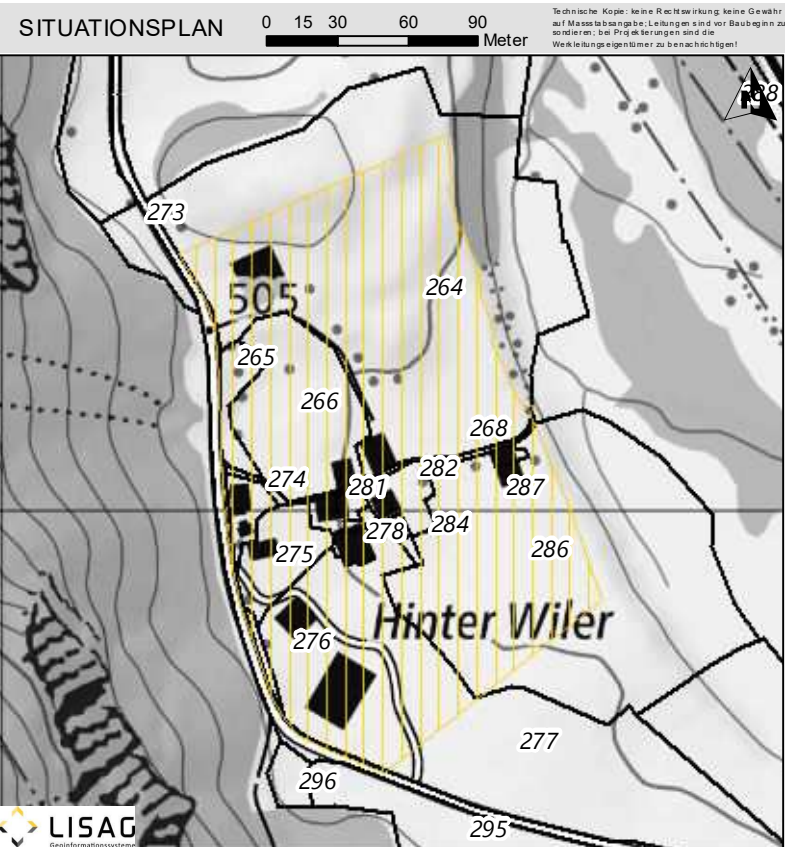 SITUATIONSPLAN
0 15 30 60 90
Meter
Technische Kopie: keine Rechtswirkung; keine Gewähr
auf Massstabsangabe; Leitungen sind vor Baubeginn zu
sondieren; bei Projektierungen sind die
Werkleitungseigentümer zu benachrichtigen!
N
273
505
264
265
266
268
282
274
281
287
278
284
275
286
Hinter Wiler
276
277
296
295
LISAG
Geoinformationssysteme